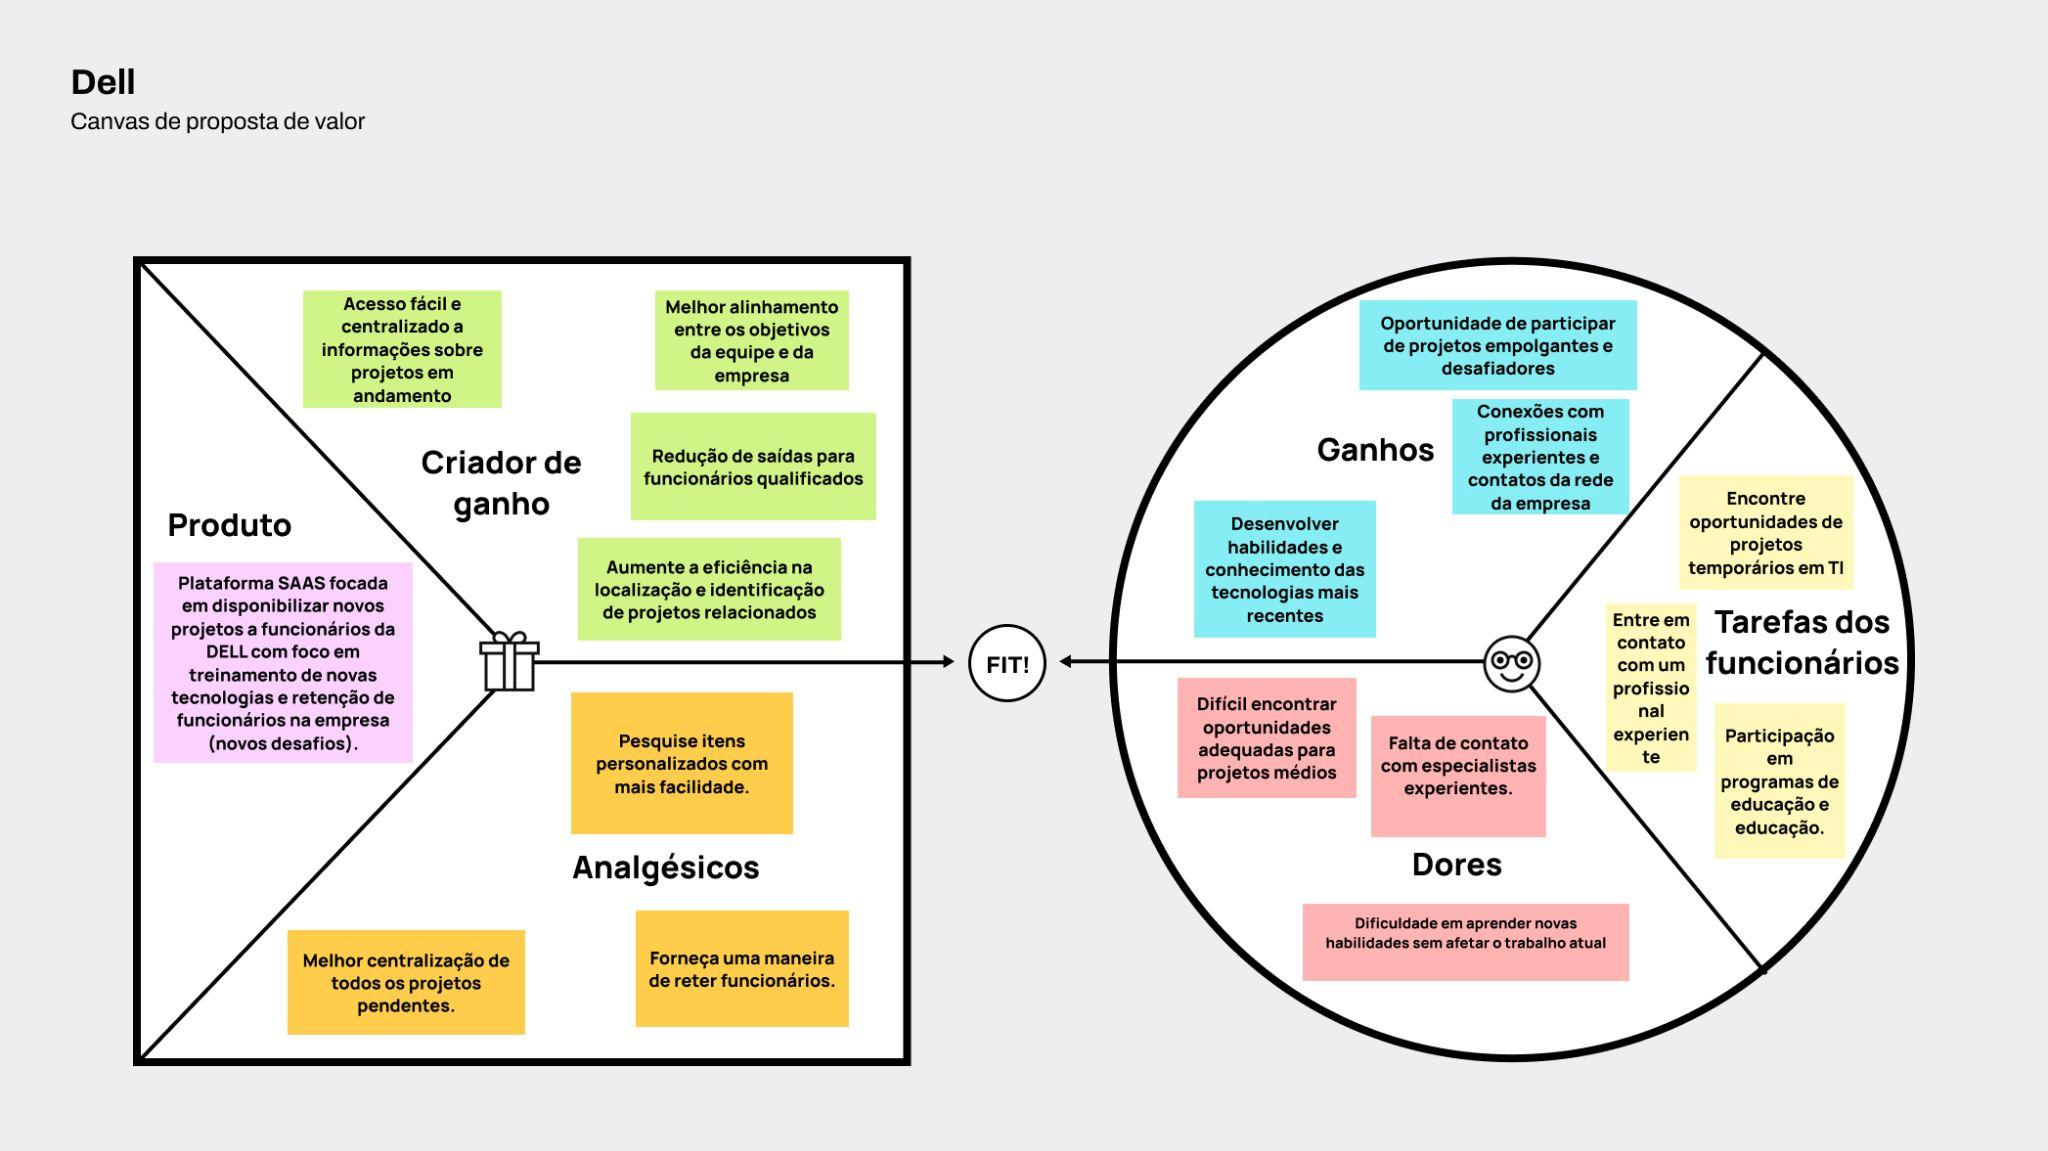 Dell
Canvas de proposta de valor
Acesso fácil e
centralizado a
informações sobre
projetos em
andamento
Melhor alinhamento
entre os objetivos
da equipe e da
empresa
Criador de
ganho
Redução de saídas para
funcionários qualificados
Aumente a eficiência na
localização e identificação
de projetos relacionados
Produto
Plataforma SAAS focada
em disponibilizar novos
projetos a funcionários da
DELL com foco em
treinamento de novas
tecnologias e retenção de
funcionários na empresa
(novos desafios).
Pesquise itens
personalizados com
mais facilidade.
Analgésicos
Melhor centralização de
todos os projetos
pendentes.
Forneça uma maneira
de reter funcionários.
FIT!
Oportunidade de participar
de projetos empolgantes e
desafiadores
Ganhos
Conexões com
profissionais
experientes e
contatos da rede
da empresa
Desenvolver
habilidades e
conhecimento das
tecnologias mais
recentes
Encontre
oportunidades de
projetos
temporários em TI
Tarefas dos
funcionários
Entre em
contato
com um
profissio
nal
experien
te
Participação
em
programas de
educação e
educação.
Difícil encontrar
oportunidades
adequadas para
projetos médios
Falta de contato
com especialistas
experientes.
Dores
Dificuldade em aprender novas
habilidades sem afetar o trabalho atual